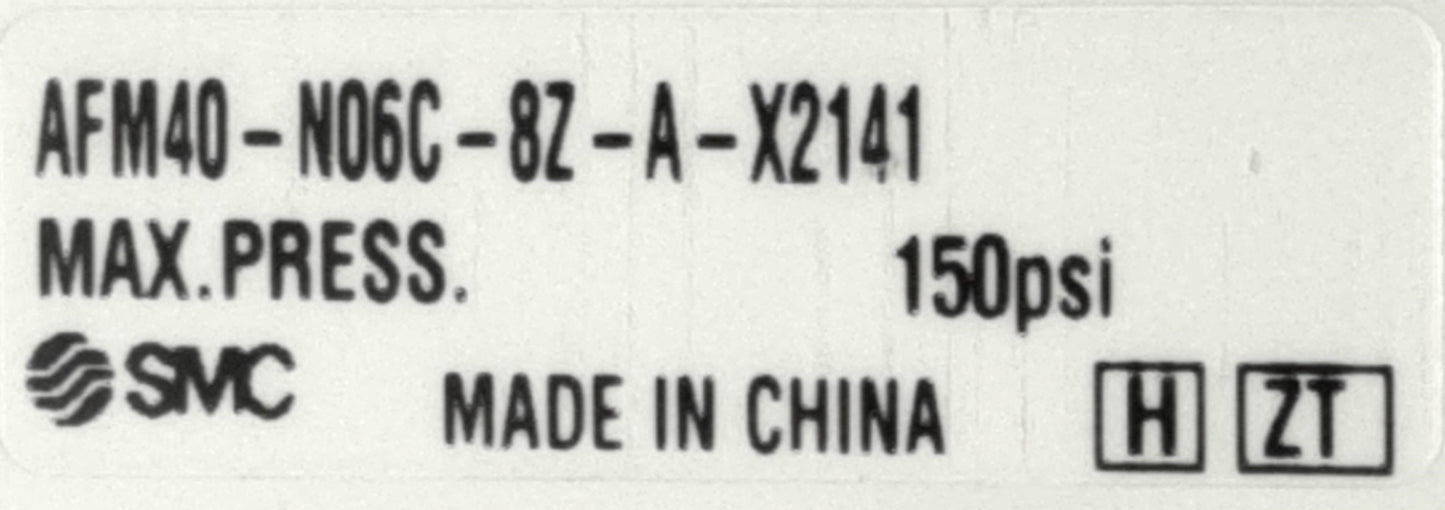 AFM40-N06C-8Z-A-X2141
MAX.PRESS. 150psi
SMC MADE IN CHINA H ZT